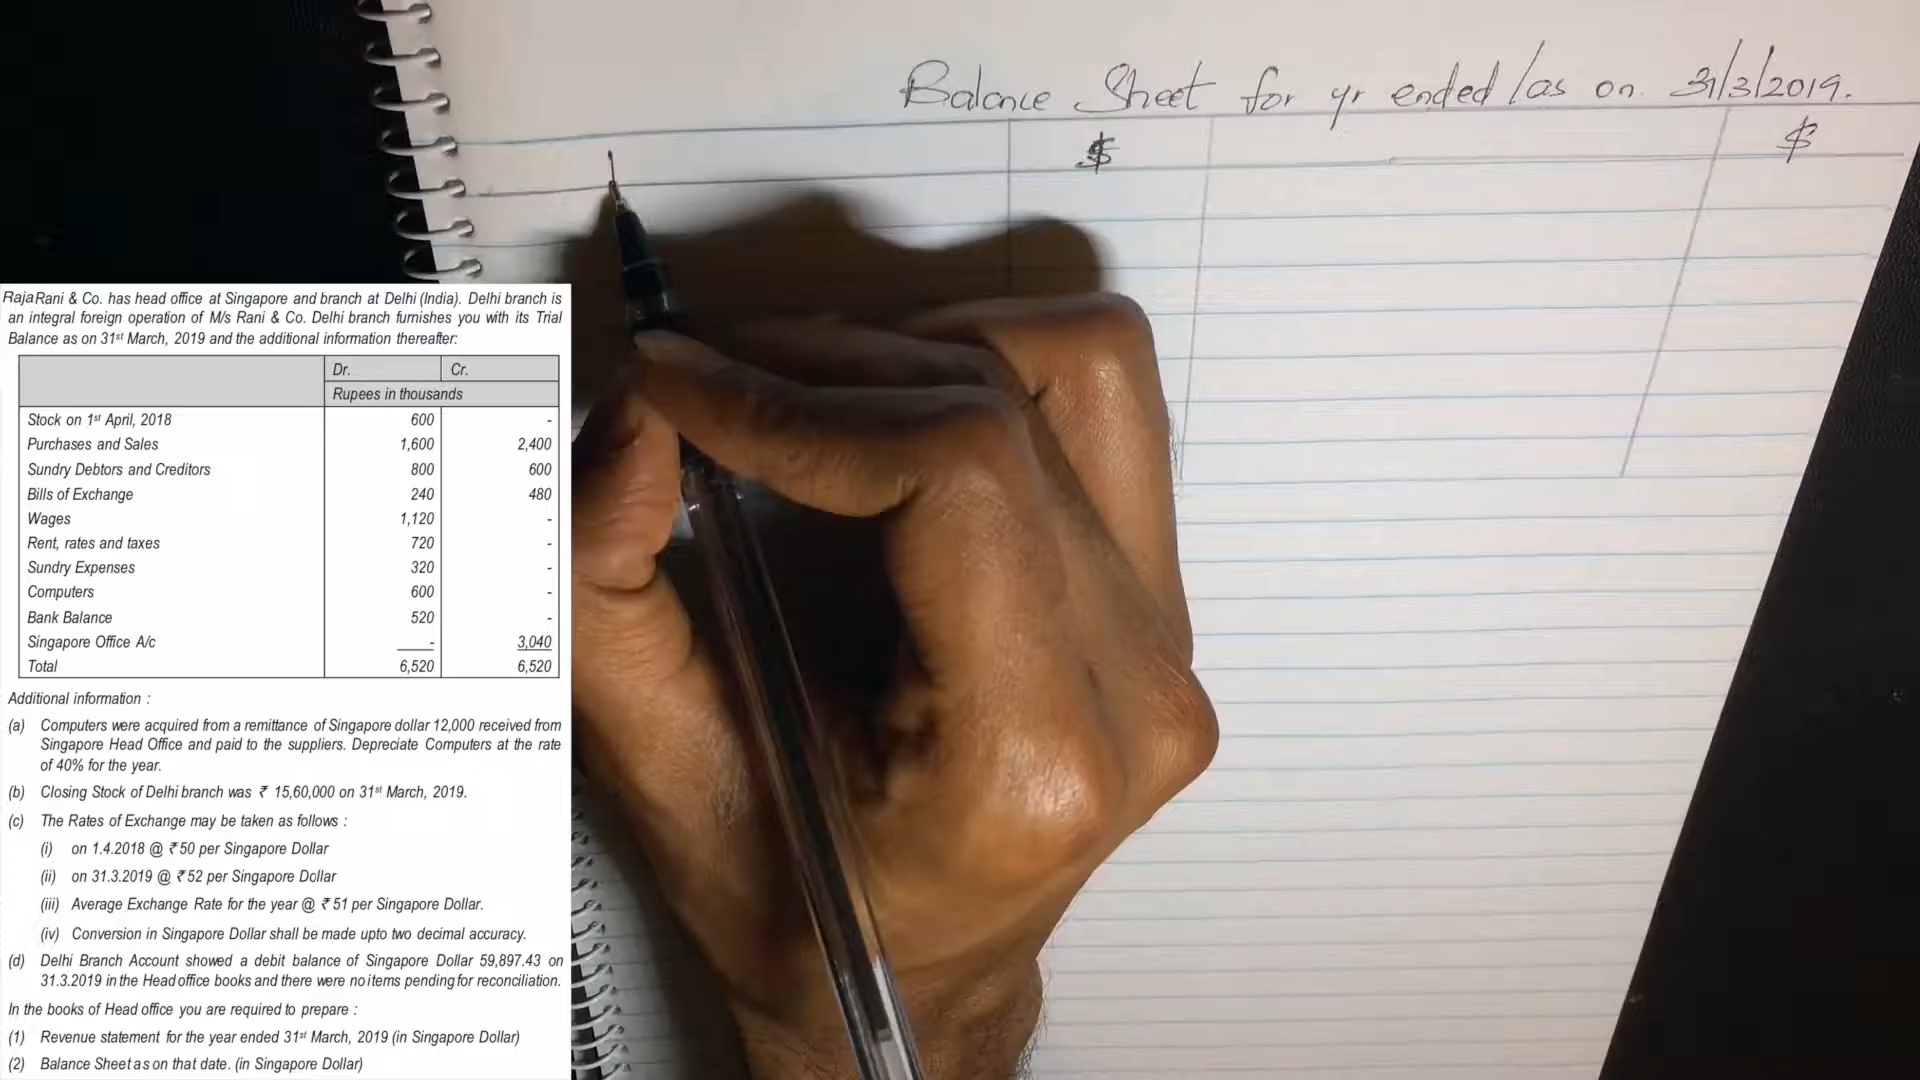 Balance Sheet for yr ended /as on 31/3/2019.
$ $
Raja Rani & Co. has head office at Singapore and branch at Delhi (India). Delhi branch is
an integral foreign operation of M/s Rani & Co. Delhi branch furnishes you with its Trial
Balance as on 31st March, 2019 and the additional information thereafter:
Dr. Cr.
Rupees in thousands
Stock on 1st April, 2018 600 -
Purchases and Sales 1,600 2,400
Sundry Debtors and Creditors 800 600
Bills of Exchange 240 480
Wages 1,120 -
Rent, rates and taxes 720 -
Sundry Expenses 320 -
Computers 600 -
Bank Balance 520 -
Singapore Office A/c - 3,040
Total 6,520 6,520
Additional information :
(a) Computers were acquired from a remittance of Singapore dollar 12,000 received from
Singapore Head Office and paid to the suppliers. Depreciate Computers at the rate
of 40% for the year.
(b) Closing Stock of Delhi branch was ₹ 15,60,000 on 31st March, 2019.
(c) The Rates of Exchange may be taken as follows :
(i) on 1.4.2018 @ ₹ 50 per Singapore Dollar
(ii) on 31.3.2019 @ ₹ 52 per Singapore Dollar
(iii) Average Exchange Rate for the year @ ₹ 51 per Singapore Dollar.
(iv) Conversion in Singapore Dollar shall be made upto two decimal accuracy.
(d) Delhi Branch Account showed a debit balance of Singapore Dollar 59,897.43 on
31.3.2019 in the Head office books and there were no items pending for reconciliation.
In the books of Head office you are required to prepare :
(1) Revenue statement for the year ended 31st March, 2019 (in Singapore Dollar)
(2) Balance Sheet as on that date. (in Singapore Dollar)